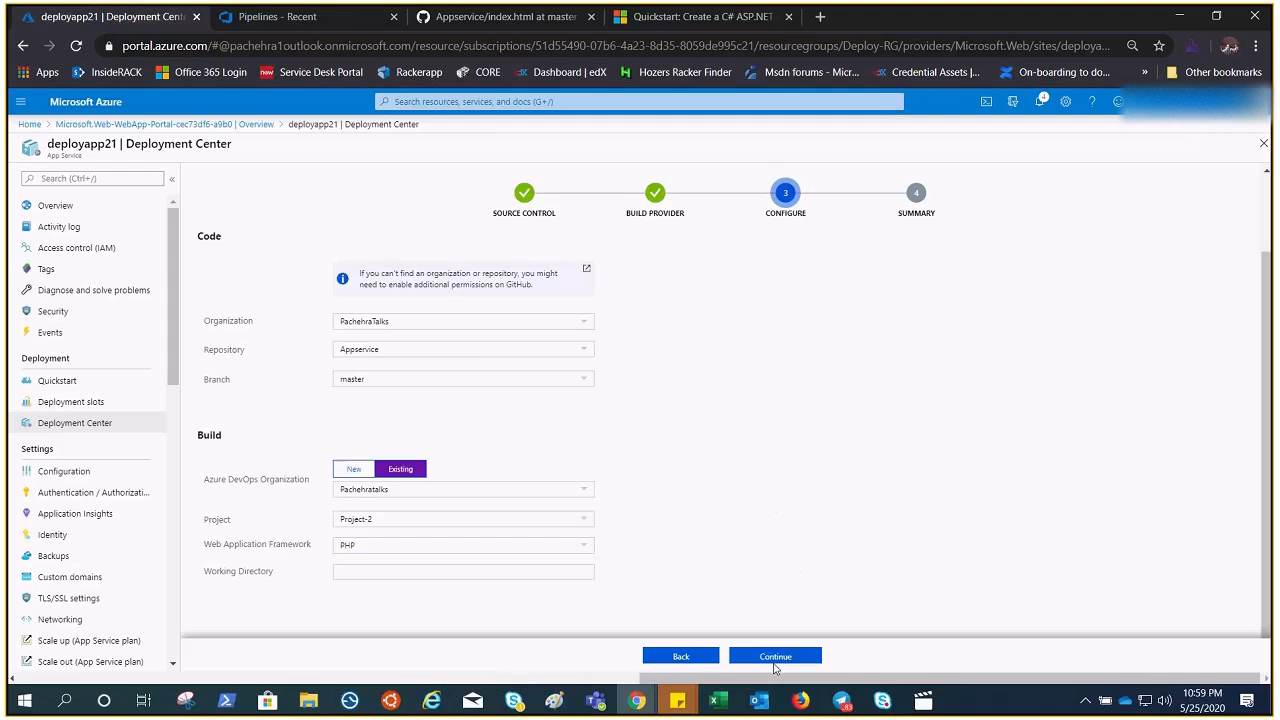 deployapp21 | Deployment Cent
Pipelines - Recent
Appservice/index.html at master
Quickstart: Create a C# ASP.NET
portal.azure.com/#@pachehra1outlook.onmicrosoft.com/resource/subscriptions/51d55490-07b6-4a23-8d35-8059de995c21/resourcegroups/Deploy-RG/providers/Microsoft.Web/sites/deploya...
Apps
InsideRACK
Office 365 Login
new Service Desk Portal
Rackerapp
CORE
Dashboard | edX
Hozers Racker Finder
Msdn forums - Micr...
Credential Assets |...
On-boarding to do...
»
Other bookmarks
Microsoft Azure
Search resources, services, and docs (G+/)
4
Home > Microsoft.Web-WebApp-Portal-cec73df6-a9b0 | Overview > deployapp21 | Deployment Center
deployapp21 | Deployment Center
App Service
Search (Ctrl+/)
«
Overview
Activity log
Access control (IAM)
Tags
Diagnose and solve problems
Security
Events
Deployment
Quickstart
Deployment slots
Deployment Center
Settings
Configuration
Authentication / Authorizati...
Application Insights
Identity
Backups
Custom domains
TLS/SSL settings
Networking
Scale up (App Service plan)
Scale out (App Service plan)
3
4
SOURCE CONTROL
BUILD PROVIDER
CONFIGURE
SUMMARY
Code
If you can't find an organization or repository, you might
need to enable additional permissions on GitHub.
Organization
PachehraTalks
Repository
Appservice
Branch
master
Build
New
Existing
Azure DevOps Organization
Pachehratalks
Project
Project-2
Web Application Framework
PHP
Working Directory
Back
Continue
83
10:59 PM
5/25/2020